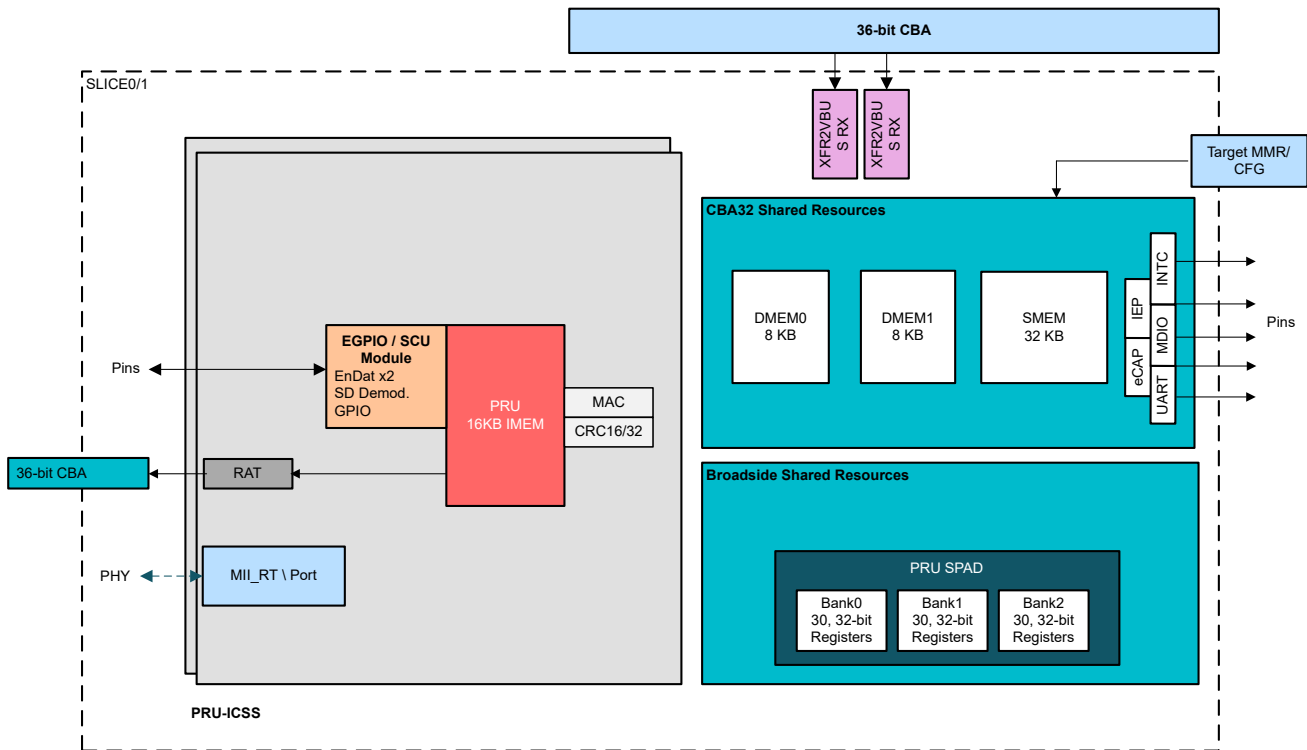 36-bit CBA
SLICE0/1
XFR2VBU
S RX
XFR2VBU
S RX
Target MMR/
CFG
CBA32 Shared Resources
DMEM0
8 KB
DMEM1
8 KB
SMEM
32 KB
INTC
IEP
MDIO
eCAP
UART
Pins
EGPIO / SCU
Module
EnDat x2
SD Demod.
GPIO
Pins
PRU
16KB IMEM
MAC
CRC16/32
36-bit CBA
RAT
Broadside Shared Resources
PHY
MII_RT \ Port
PRU SPAD
Bank0
30, 32-bit
Registers
Bank1
30, 32-bit
Registers
Bank2
30, 32-bit
Registers
PRU-ICSS